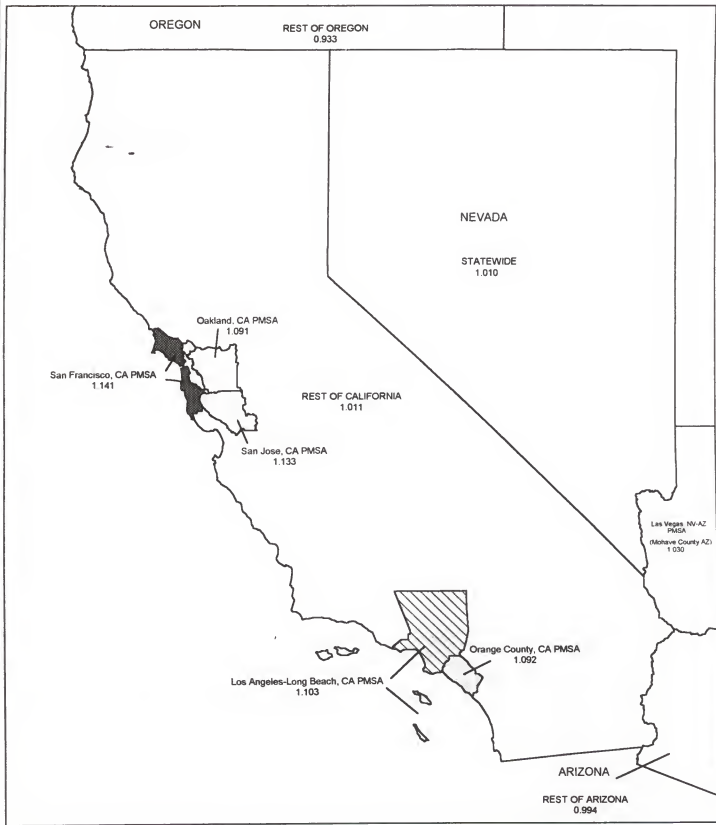 OREGON
REST OF OREGON
0.933
NEVADA
STATEWIDE
1.010
Oakland, CA PMSA
1.091
San Francisco, CA PMSA
1.141
REST OF CALIFORNIA
1.011
San Jose, CA PMSA
1.133
Las Vegas NV-AZ
PMSA
(Mohave County AZ)
1 030
Orange County, CA PMSA
1.092
Los Angeles-Long Beach, CA PMSA
1.103
ARIZONA
REST OF ARIZONA
0.994